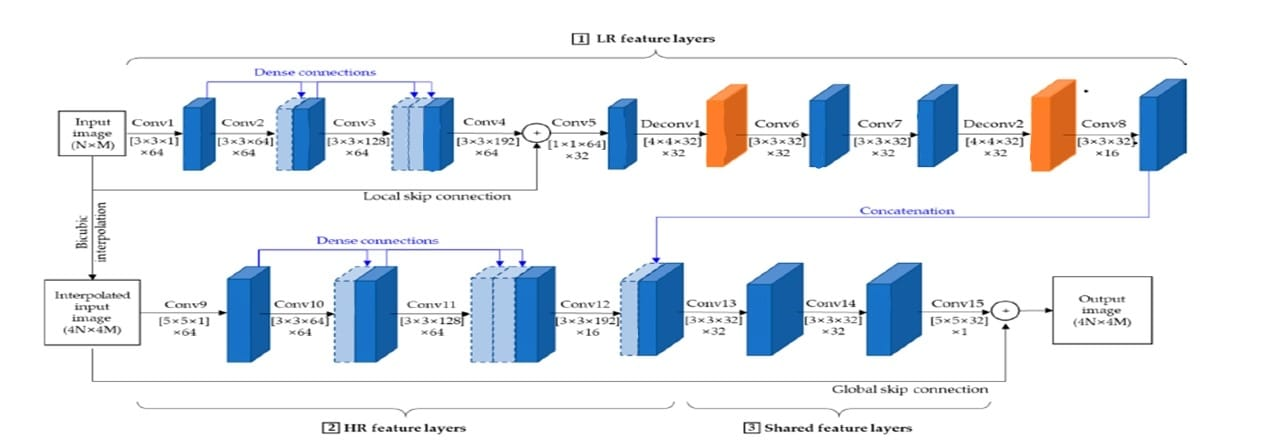 1 LR feature layers
Dense connections
Input
image
(N×M)
Conv1
[3×3×1]
×64
Conv2
[3×3×64]
×64
Conv3
[3×3×128]
×64
Conv4
[3×3×192]
×64
+
Conv5
[1×1×64]
×32
Deconv1
[4×4×32]
×32
Conv6
[3×3×32]
×32
Conv7
[3×3×32]
×32
Deconv2
[4×4×32]
×32
Conv8
[3×3×32]
×16
Local skip connection
Bicubic
interpolation
Concatenation
Dense connections
Interpolated
input
image
(4N×4M)
Conv9
[5×5×1]
×64
Conv10
[3×3×64]
×64
Conv11
[3×3×128]
×64
Conv12
[3×3×192]
×16
Conv13
[3×3×32]
×32
Conv14
[3×3×32]
×32
Conv15
[5×5×32]
×1
+
Output
image
(4N×4M)
Global skip connection
2 HR feature layers
3 Shared feature layers